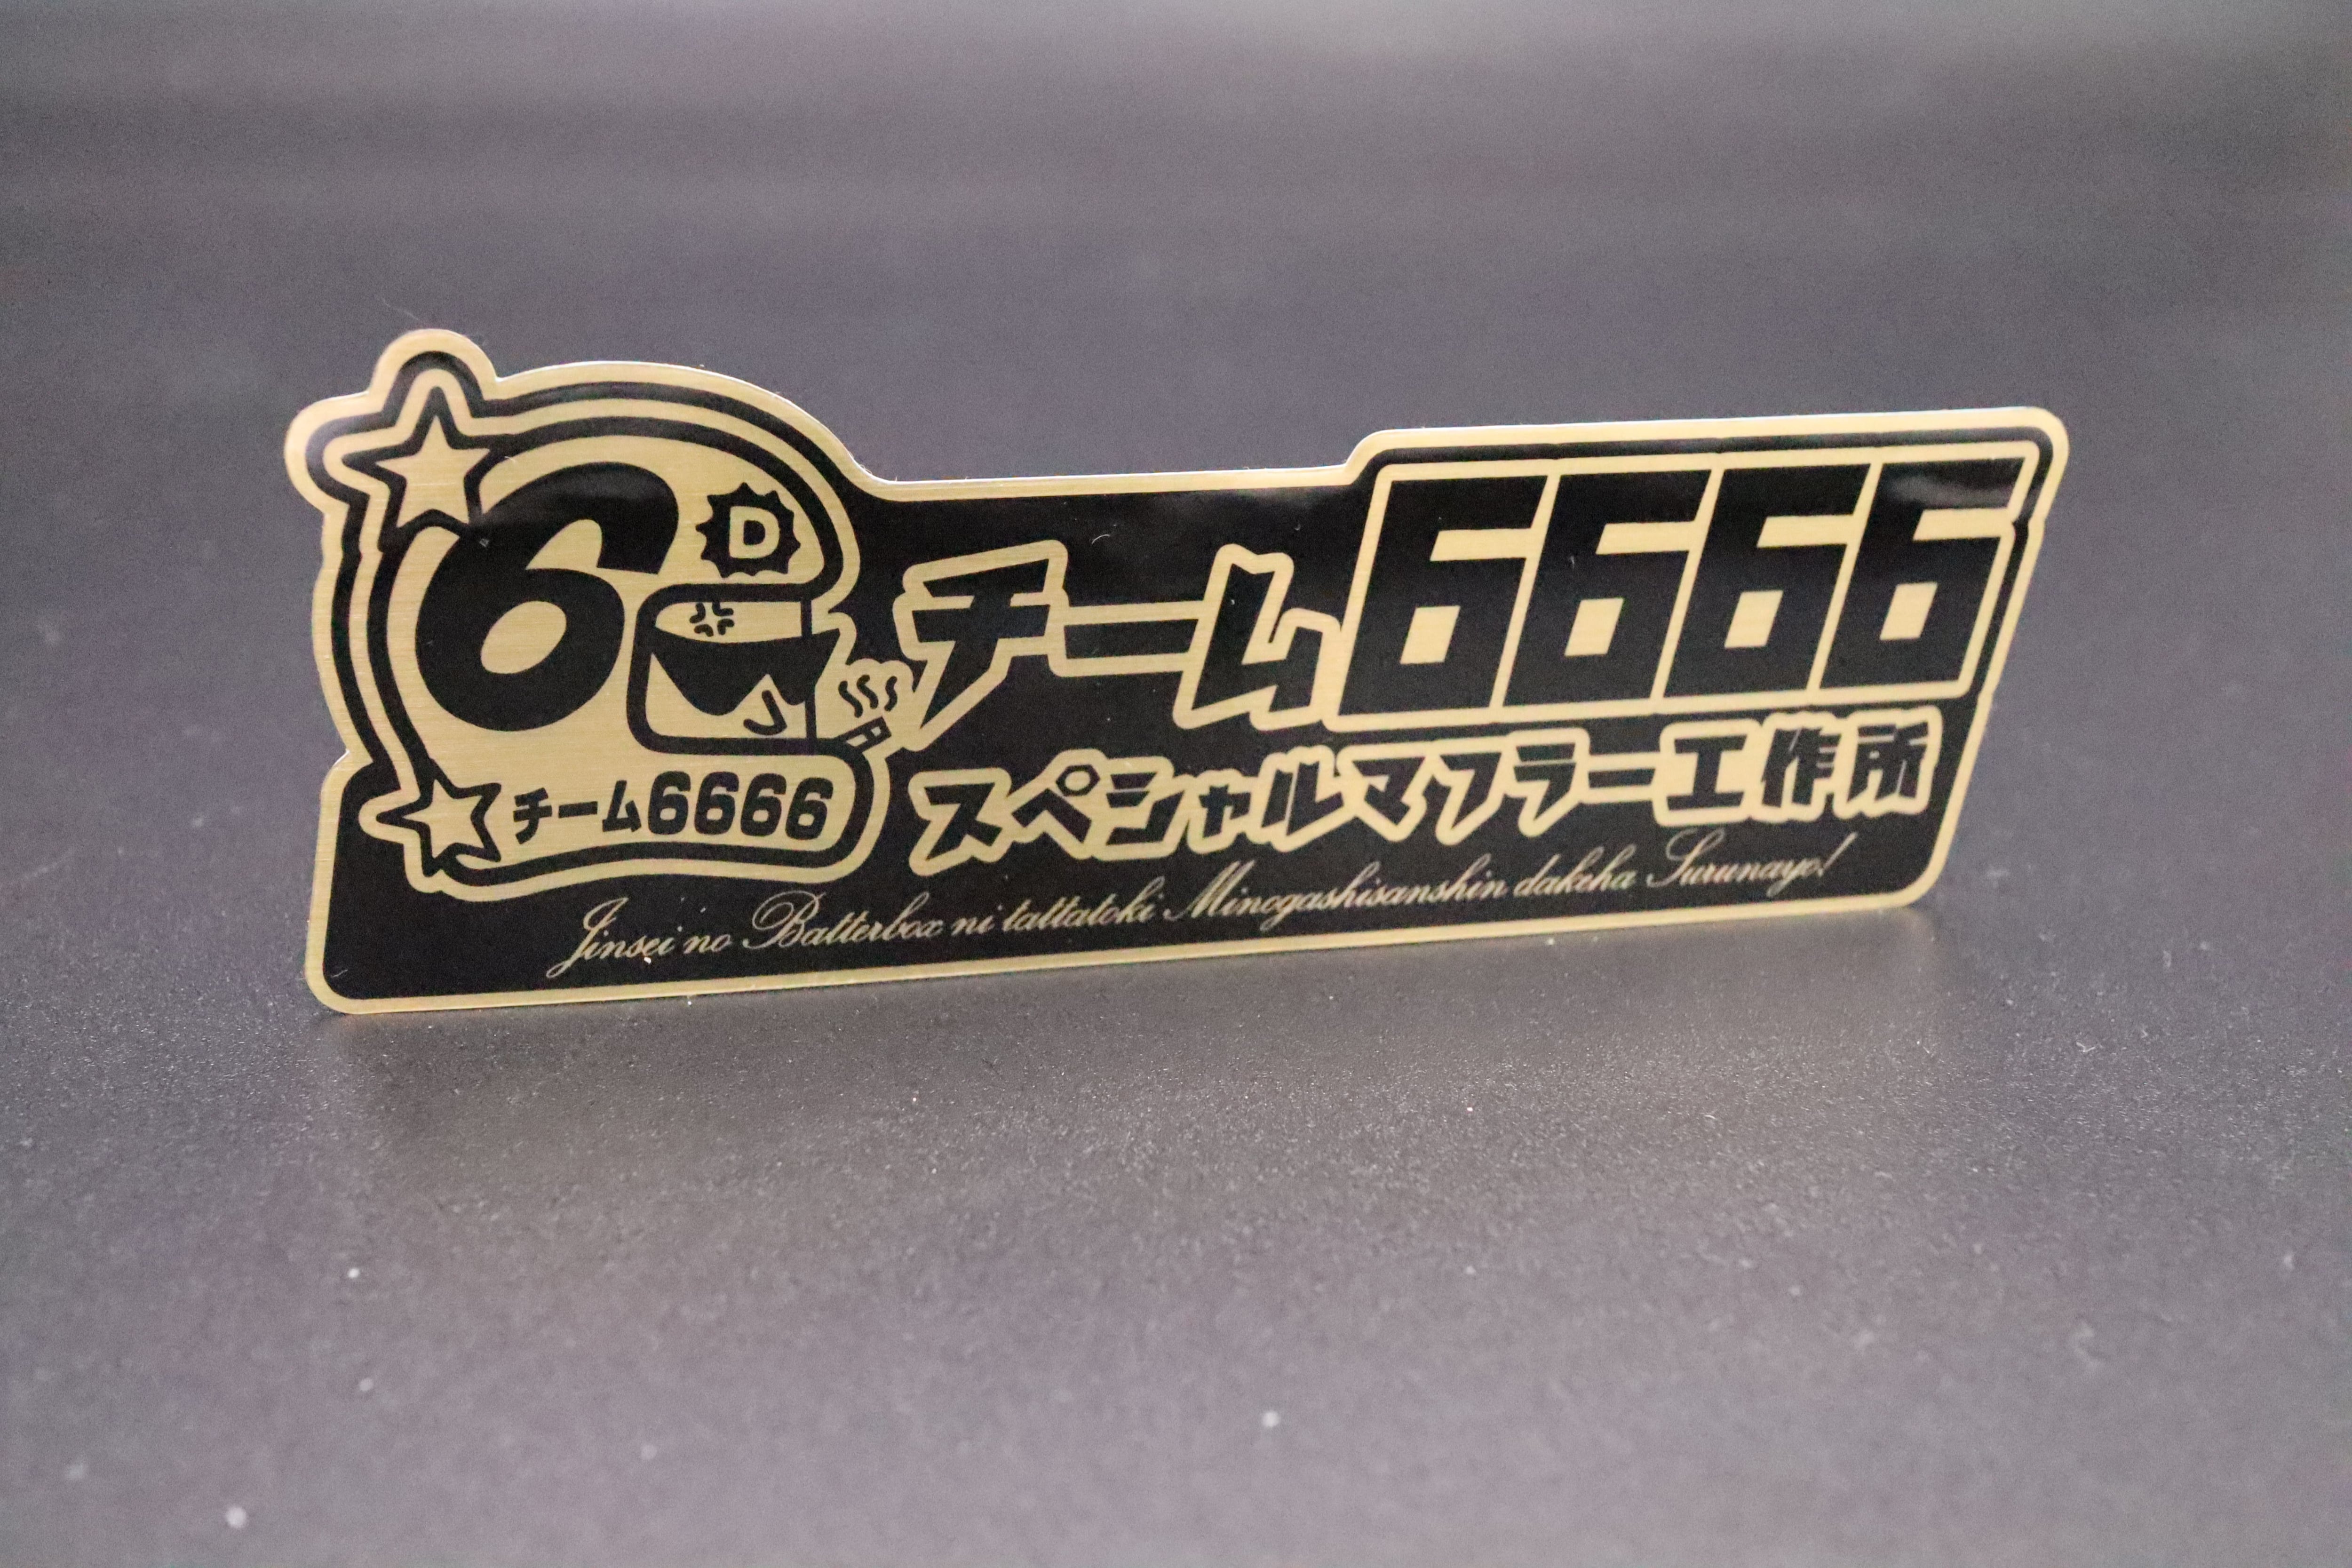 6
D
チーム6666
チーム6666
スペシャルマフラー工作所
Jinsei no Batterbox ni tattatoki Minogashisanshin dakeha Surunayo!